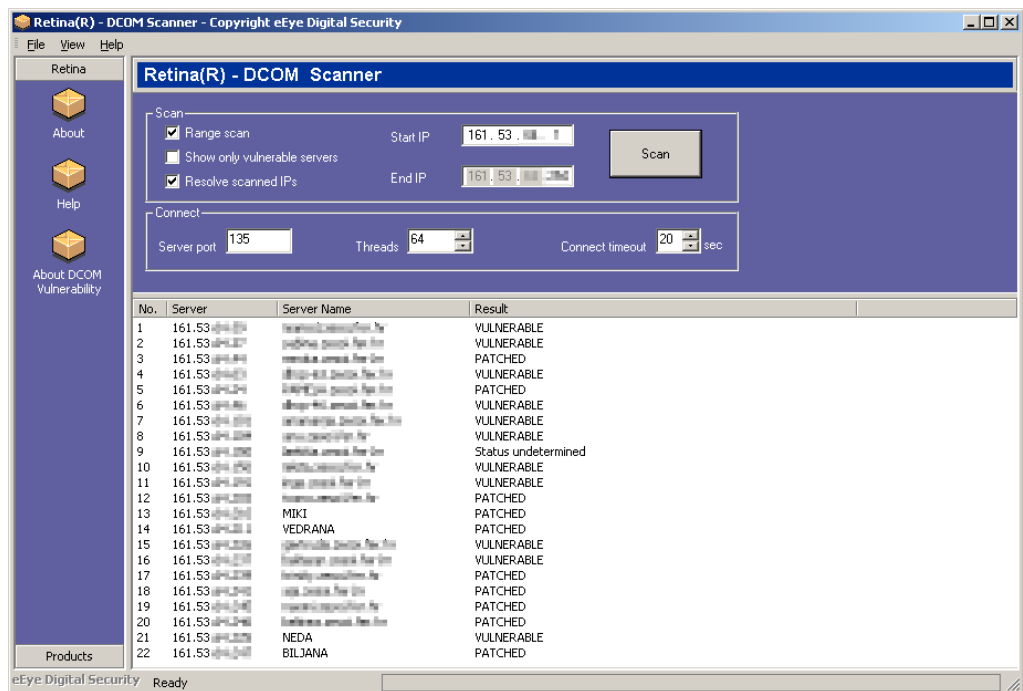 Retina(R) - DCOM Scanner - Copyright eEye Digital Security
File View Help
Retina
About
Help
About DCOM
Vulnerability
Products
Retina(R) - DCOM Scanner
Scan
Range scan
Show only vulnerable servers
Resolve scanned IPs
Start IP 161. 53 .
End IP 161. 53 .
Scan
Connect
Server port 135
Threads 64
Connect timeout 20 sec
No. Server Server Name Result
1 161.53 VULNERABLE
2 161.53 VULNERABLE
3 161.53 PATCHED
4 161.53 VULNERABLE
5 161.53 PATCHED
6 161.53 VULNERABLE
7 161.53 VULNERABLE
8 161.53 VULNERABLE
9 161.53 Status undetermined
10 161.53 VULNERABLE
11 161.53 VULNERABLE
12 161.53 PATCHED
13 161.53 MIKI PATCHED
14 161.53 VEDRANA PATCHED
15 161.53 VULNERABLE
16 161.53 VULNERABLE
17 161.53 PATCHED
18 161.53 PATCHED
19 161.53 PATCHED
20 161.53 PATCHED
21 161.53 NEDA VULNERABLE
22 161.53 BILJANA PATCHED
eEye Digital Security Ready